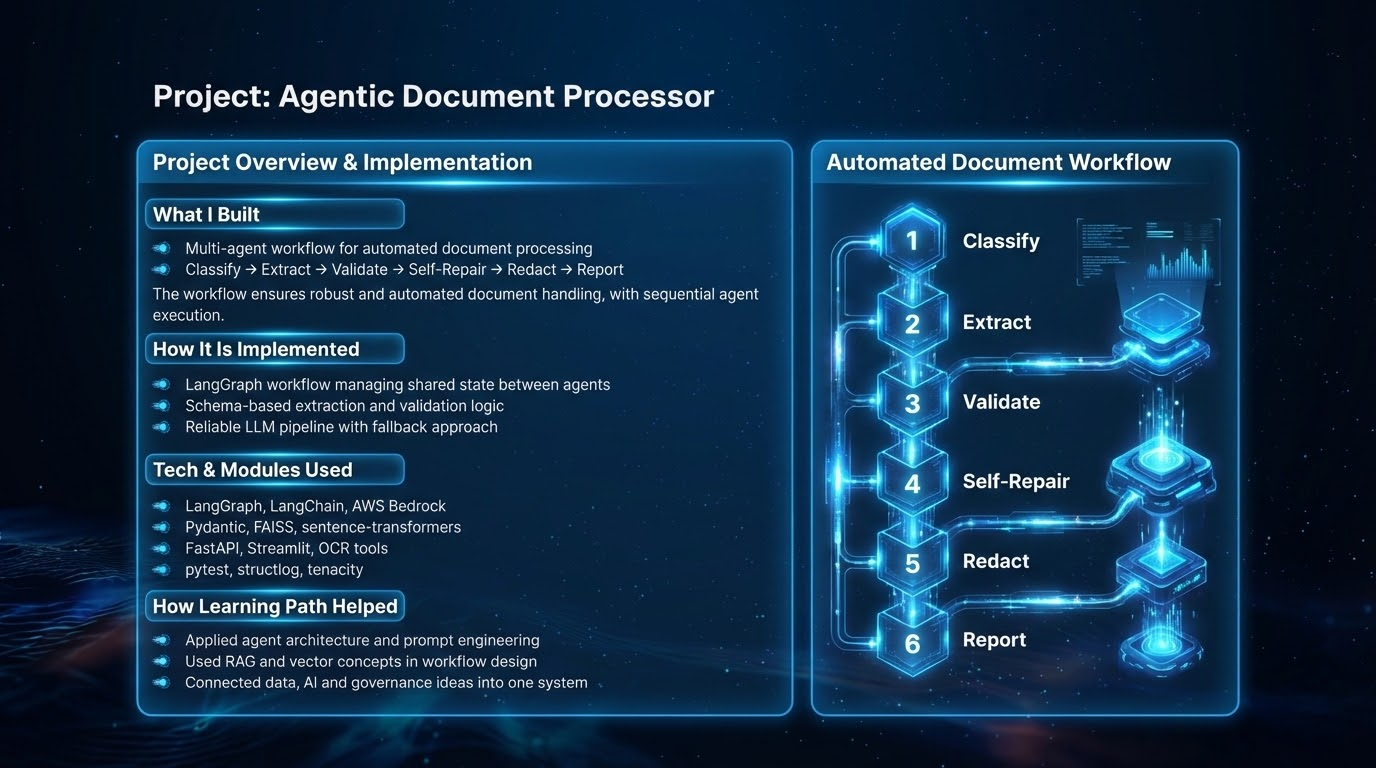 Project: Agentic Document Processor
Project Overview & Implementation
What I Built
Multi-agent workflow for automated document processing
Classify → Extract → Validate → Self-Repair → Redact → Report
The workflow ensures robust and automated document handling, with sequential agent
execution.
How It Is Implemented
LangGraph workflow managing shared state between agents
Schema-based extraction and validation logic
Reliable LLM pipeline with fallback approach
Tech & Modules Used
LangGraph, LangChain, AWS Bedrock
Pydantic, FAISS, sentence-transformers
FastAPI, Streamlit, OCR tools
pytest, structlog, tenacity
How Learning Path Helped
Applied agent architecture and prompt engineering
Used RAG and vector concepts in workflow design
Connected data, AI and governance ideas into one system
Automated Document Workflow
1 Classify
2 Extract
3 Validate
4 Self-Repair
5 Redact
6 Report